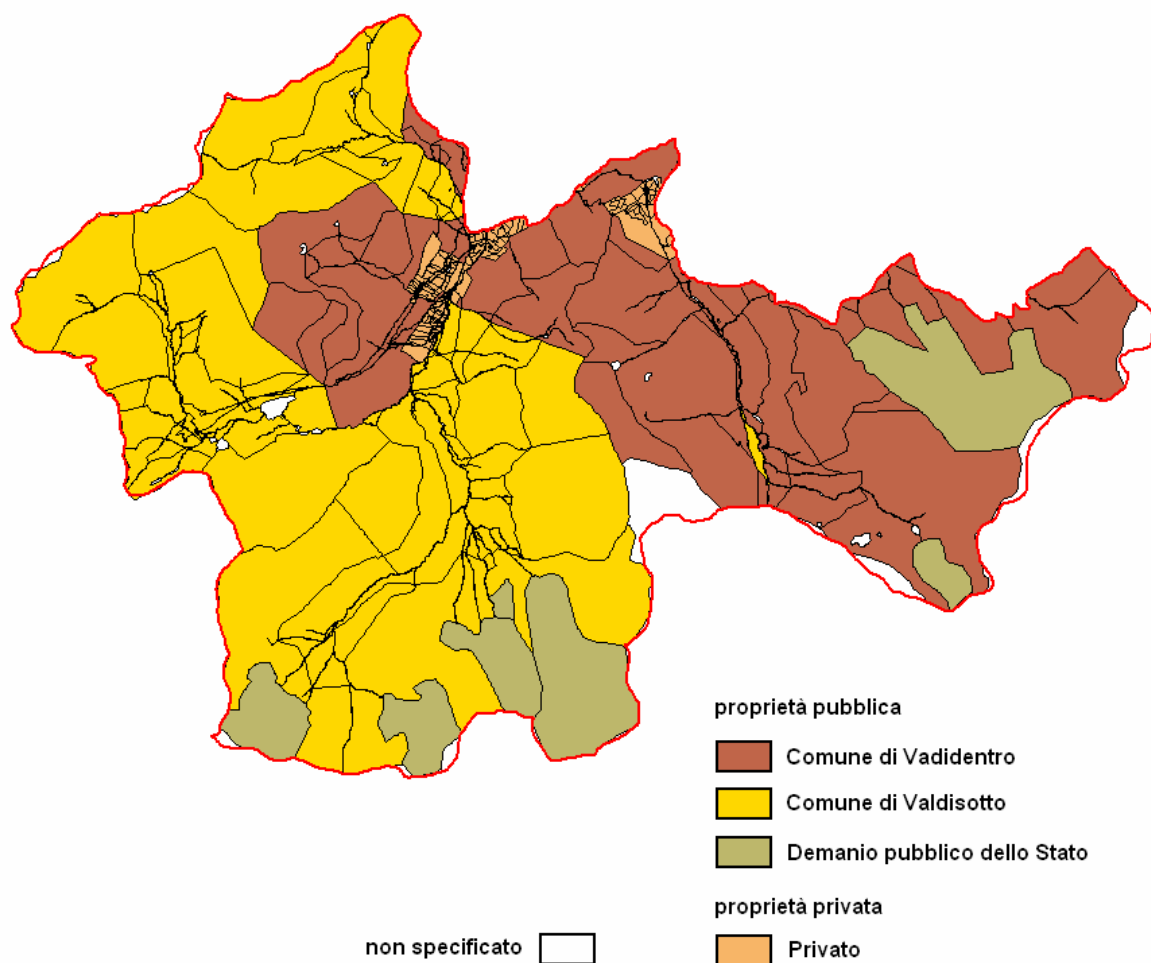 proprietà pubblica
Comune di Vadidentro
Comune di Valdisotto
Demanio pubblico dello Stato
proprietà privata
Privato
non specificato